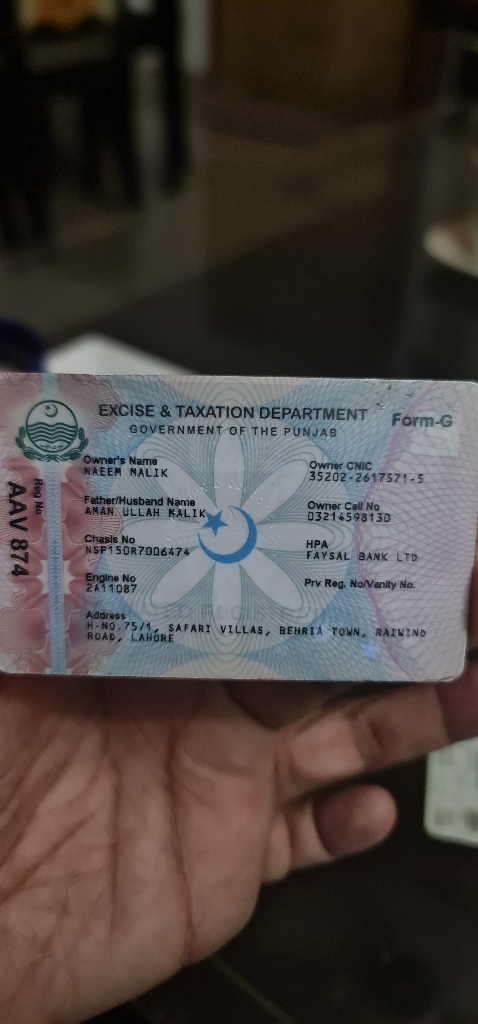 EXCISE & TAXATION DEPARTMENT
Form-G
GOVERNMENT OF THE PUNJAB
Reg No
AAV 874
Owner's Name
NAEEM MALIK
Owner CNIC
35202-2617571-5
Father/Husband Name
AMAN ULLAH MALIK
Owner Cell No
03214598130
Chasis No
NSP150R7006474
HPA
FAYSAL BANK LTD
Engine No
2A11087
Prv Reg. No/Vanity No.
Address
H-NO.75/1, SAFARI VILLAS, BEHRIA TOWN, RAIWIND
ROAD, LAHORE